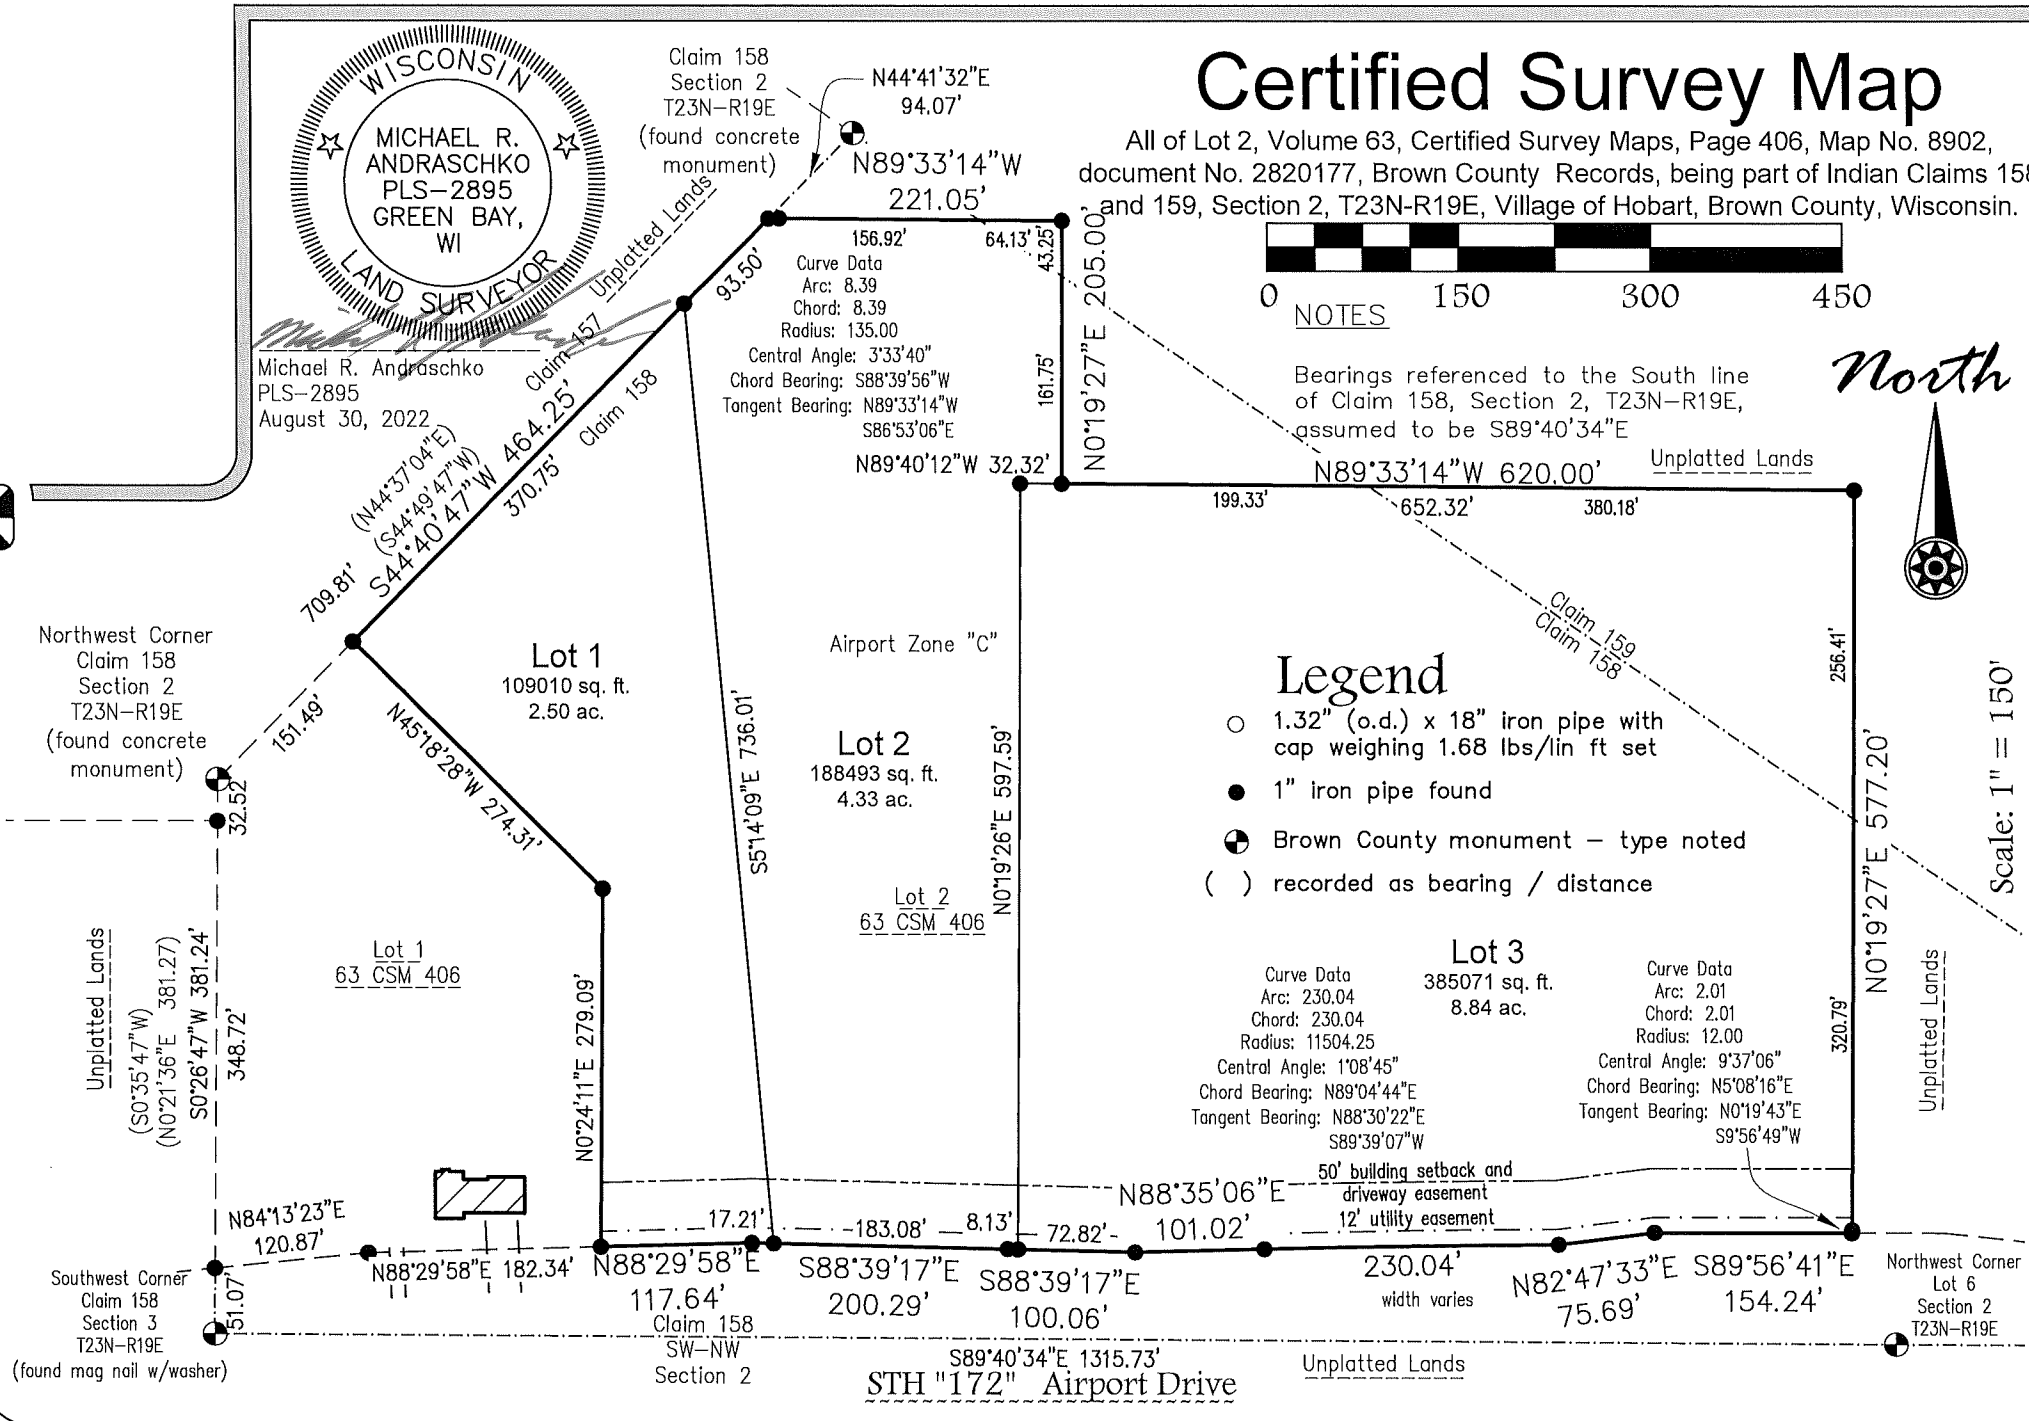 Certified Survey Map
All of Lot 2, Volume 63, Certified Survey Maps, Page 406, Map No. 8902,
document No. 2820177, Brown County Records, being part of Indian Claims 158
and 159, Section 2, T23N-R19E, Village of Hobart, Brown County, Wisconsin.
0 150 300 450
WISCONSIN
MICHAEL R.
ANDRASCHKO
PLS-2895
GREEN BAY,
WI
LAND SURVEYOR
Michael R. Andraschko
PLS-2895
August 30, 2022
Claim 158
Section 2
T23N-R19E
(found concrete
monument)
N44°41'32"E
94.07'
N89°33'14"W
221.05'
156.92'
64.13'
43.25'
161.75'
N0°19'27"E 205.00'
Unplatted Lands
93.50'
Claim 157
Claim 158
Curve Data
Arc: 8.39
Chord: 8.39
Radius: 135.00
Central Angle: 3°33'40"
Chord Bearing: S88°39'56"W
Tangent Bearing: N89°33'14"W
S86°53'06"E
NOTES
Bearings referenced to the South line
of Claim 158, Section 2, T23N-R19E,
assumed to be S89°40'34"E
North
Scale: 1" = 150'
N89°40'12"W 32.32'
N89°33'14"W 620.00'
Unplatted Lands
199.33'
652.32'
380.18'
(N44°37'04"E)
(S44°49'47"W)
S44°40'47"W 464.25'
370.75'
709.81'
151.49'
Northwest Corner
Claim 158
Section 2
T23N-R19E
(found concrete
monument)
32.52
Lot 1
109010 sq. ft.
2.50 ac.
N45°18'28"W 274.31'
Airport Zone "C"
S5°14'09"E 736.01'
Lot 2
188493 sq. ft.
4.33 ac.
N0°19'26"E 597.59'
Lot 2
63 CSM 406
Claim 159
Claim 158
Legend
1.32" (o.d.) x 18" iron pipe with
cap weighing 1.68 lbs/lin ft set
1" iron pipe found
Brown County monument – type noted
( ) recorded as bearing / distance
256.41'
N0°19'27"E 577.20'
320.79'
Lot 3
385071 sq. ft.
8.84 ac.
Curve Data
Arc: 230.04
Chord: 230.04
Radius: 11504.25
Central Angle: 1°08'45"
Chord Bearing: N89°04'44"E
Tangent Bearing: N88°30'22"E
S89°39'07"W
Curve Data
Arc: 2.01
Chord: 2.01
Radius: 12.00
Central Angle: 9°37'06"
Chord Bearing: N5°08'16"E
Tangent Bearing: N0°19'43"E
S9°56'49"W
Unplatted Lands
Unplatted Lands
(S0°35'47"W)
(N0°21'36"E 381.27)
S0°26'47"W 381.24'
348.72'
Lot 1
63 CSM 406
N0°24'11"E 279.09'
50' building setback and
driveway easement
12' utility easement
N84°13'23"E
120.87'
N88°29'58"E 182.34'
N88°29'58"E
117.64'
17.21'
183.08'
8.13'
72.82'
S88°39'17"E
200.29'
S88°39'17"E
100.06'
N88°35'06"E
101.02'
230.04'
width varies
N82°47'33"E
75.69'
S89°56'41"E
154.24'
Southwest Corner
Claim 158
Section 3
T23N-R19E
(found mag nail w/washer)
51.07'
Claim 158
SW-NW
Section 2
S89°40'34"E 1315.73'
STH "172" Airport Drive
Unplatted Lands
Northwest Corner
Lot 6
Section 2
T23N-R19E